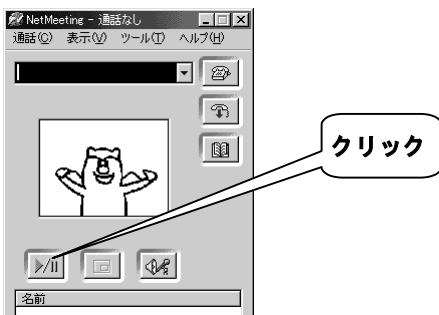 NetMeeting - 通話なし
通話(C) 表示(V) ツール(T) ヘルプ(H)
クリック
名前